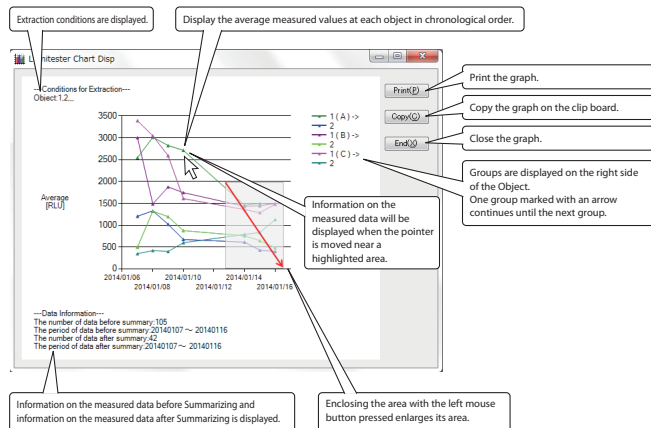 Extraction conditions are displayed.
Display the average measured values at each object in chronological order.
Lumitester Chart Disp
---Conditions for Extraction---
Object:1,2,,,
Print(P)
Copy(C)
End(X)
Print the graph.
Copy the graph on the clip board.
Close the graph.
Groups are displayed on the right side
of the Object.
One group marked with an arrow
continues until the next group.
3500
3000
2500
2000
1500
1000
500
0
Average
[RLU]
1 ( A ) ->
2
1 ( B ) ->
2
1 ( C ) ->
2
Information on the
measured data will be
displayed when the pointer
is moved near a
highlighted area.
2014/01/06
2014/01/08
2014/01/10
2014/01/12
2014/01/14
2014/01/16
---Data Information---
The number of data before summary:105
The period of data before summary:20140107 ~ 20140116
The number of data after summary:42
The period of data after summary:20140107 ~ 20140116
Information on the measured data before Summarizing and
information on the measured data after Summarizing is displayed.
Enclosing the area with the left mouse
button pressed enlarges its area.